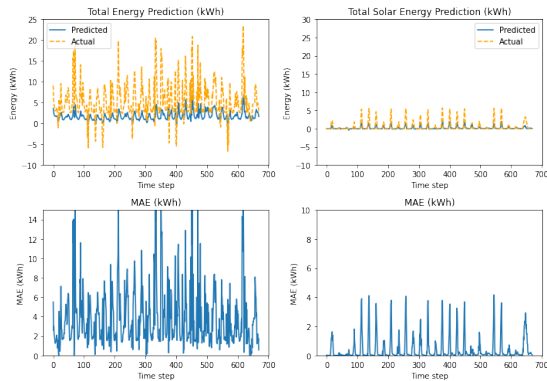 Total Energy Prediction (kWh)
Energy (kWh)
25
20
15
10
5
0
−5
−10
Predicted
Actual
0 100 200 300 400 500 600 700
Time step
Total Solar Energy Prediction (kWh)
Energy (kWh)
30
25
20
15
10
5
0
−5
−10
Predicted
Actual
0 100 200 300 400 500 600 700
Time step
MAE (kWh)
MAE (kWh)
14
12
10
8
6
4
2
0
0 100 200 300 400 500 600 700
Time step
MAE (kWh)
MAE (kWh)
10
8
6
4
2
0
0 100 200 300 400 500 600 700
Time step